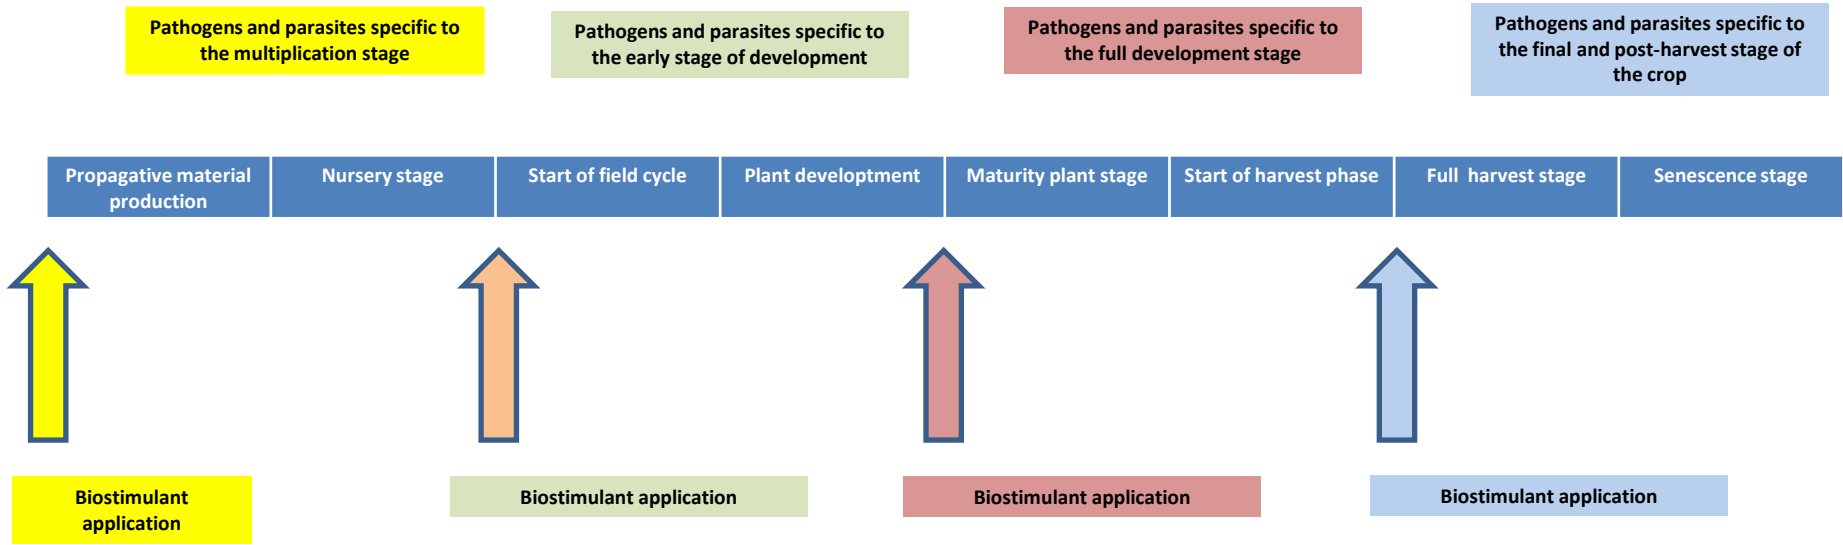 Pathogens and parasites specific to
the multiplication stage
Pathogens and parasites specific to
the early stage of development
Pathogens and parasites specific to
the full development stage
Pathogens and parasites specific to
the final and post-harvest stage of
the crop
Propagative material
production
Nursery stage
Start of field cycle
Plant developtment
Maturity plant stage
Start of harvest phase
Full harvest stage
Senescence stage
Biostimulant
application
Biostimulant application
Biostimulant application
Biostimulant application